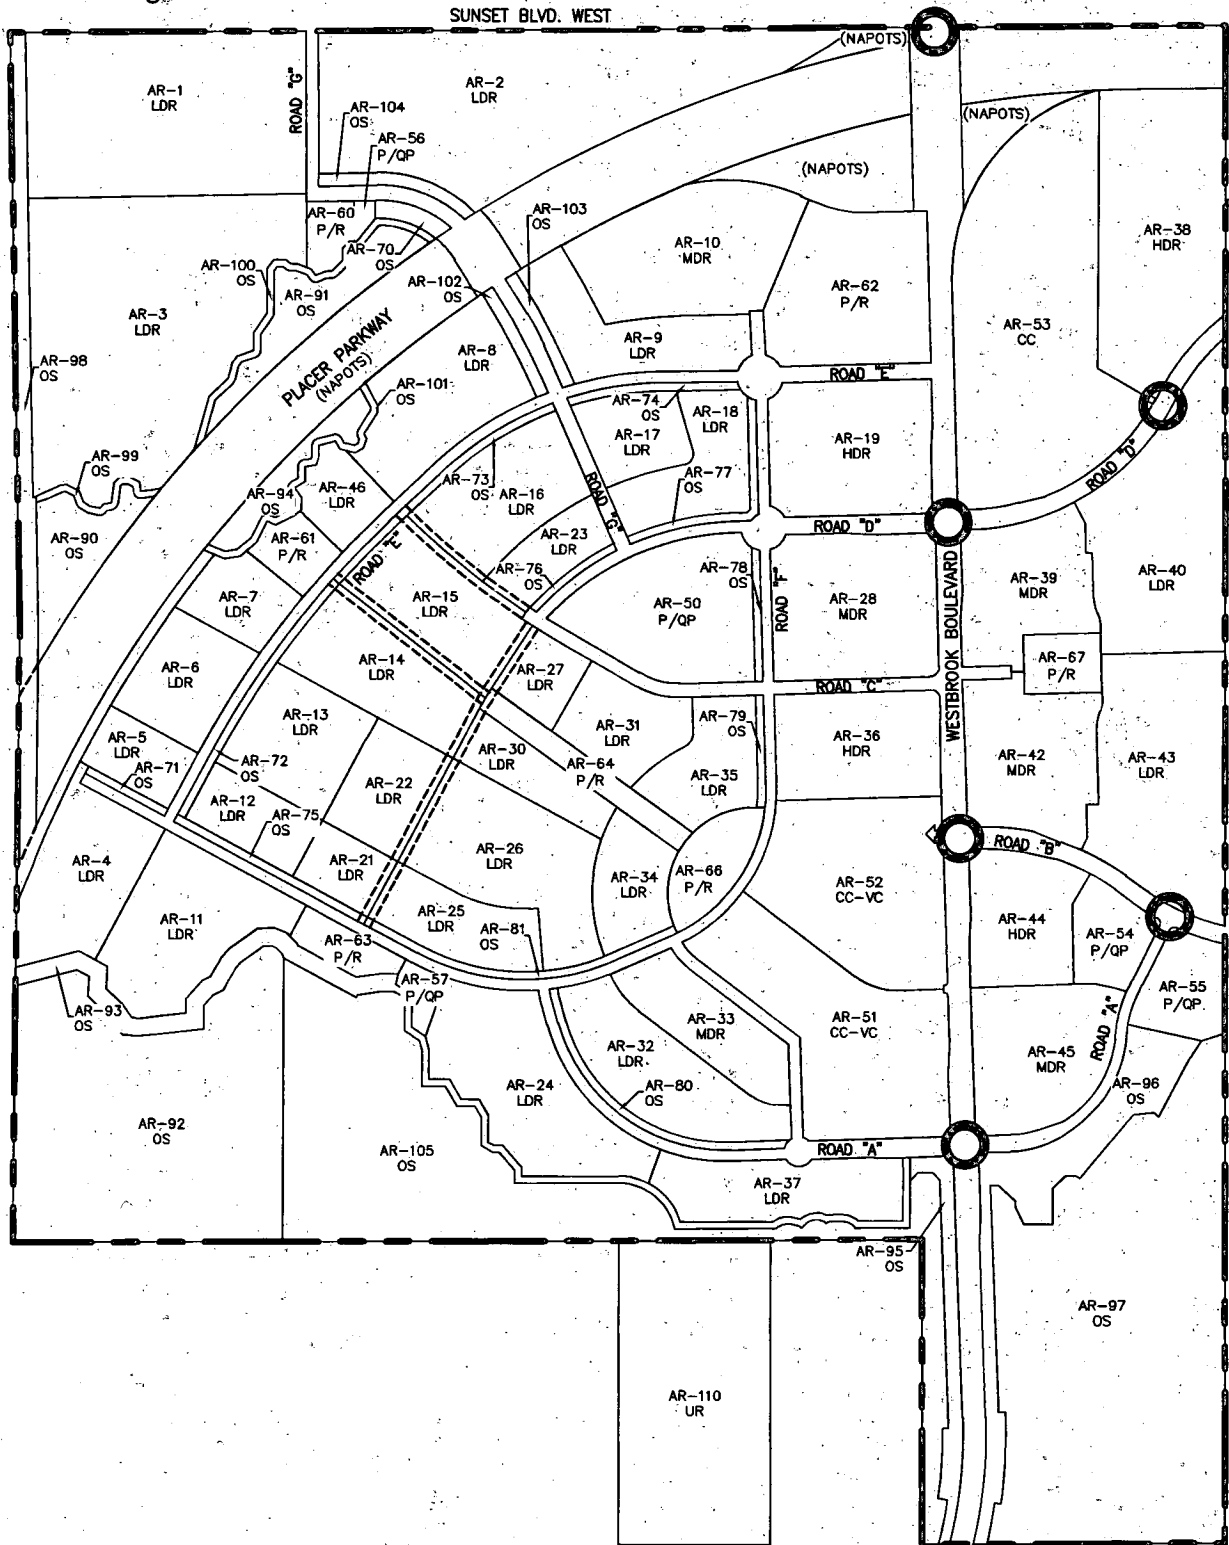 SUNSET BLVD. WEST
(NAPOTS)
AR-1
LDR
ROAD "G"
AR-2
LDR
AR-104
OS
AR-56
P/QP
(NAPOTS)
(NAPOTS)
AR-60
P/R
AR-103
OS
AR-70
OS
AR-10
MDR
AR-38
HDR
AR-100
OS
AR-91
OS
AR-102
OS
AR-62
P/R
AR-3
LDR
AR-53
CC
PLACER PARKWAY
(NAPOTS)
AR-8
LDR
AR-9
LDR
AR-98
OS
AR-101
OS
ROAD "E"
AR-74
OS
AR-18
LDR
AR-17
LDR
AR-19
HDR
AR-99
OS
AR-73
OS
AR-16
LDR
AR-77
OS
ROAD "D"
AR-94
OS
AR-46
LDR
ROAD "G"
AR-90
OS
AR-61
P/R
ROAD "E"
AR-23
LDR
ROAD "D"
AR-76
OS
AR-78
OS
AR-7
LDR
AR-15
LDR
AR-50
P/QP
ROAD "F"
AR-28
MDR
WESTBROOK BOULEVARD
AR-39
MDR
AR-40
LDR
AR-6
LDR
AR-14
LDR
AR-27
LDR
ROAD "C"
AR-67
P/R
AR-5
LDR
AR-13
LDR
AR-31
LDR
AR-79
OS
AR-36
HDR
AR-42
MDR
AR-43
LDR
AR-71
OS
AR-72
OS
AR-30
LDR
AR-64
P/R
AR-35
LDR
AR-12
LDR
AR-22
LDR
AR-75
OS
ROAD "B"
AR-4
LDR
AR-21
LDR
AR-26
LDR
AR-34
LDR
AR-66
P/R
AR-52
CC-VC
AR-11
LDR
AR-25
LDR
AR-81
OS
AR-44
HDR
AR-54
P/QP
AR-63
P/R
AR-57
P/QP
AR-55
P/QP
AR-93
OS
AR-33
MDR
AR-51
CC-VC
ROAD "A"
AR-32
LDR
AR-45
MDR
AR-24
LDR
AR-80
OS
AR-96
OS
AR-92
OS
AR-105
OS
ROAD "A"
AR-37
LDR
AR-95
OS
AR-97
OS
AR-110
UR